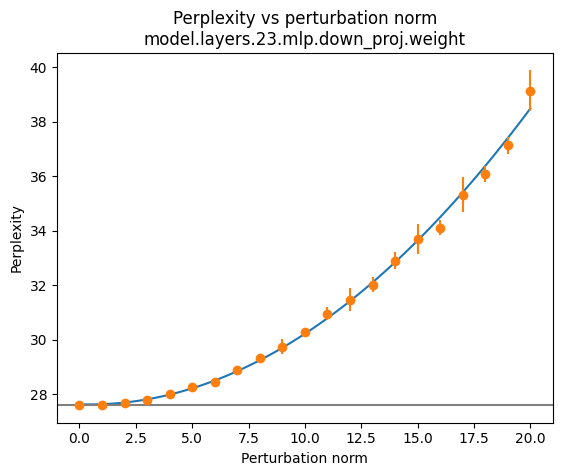 Perplexity vs perturbation norm
model.layers.23.mlp.down_proj.weight
40
38
36
34
32
30
28
Perplexity
0.0 2.5 5.0 7.5 10.0 12.5 15.0 17.5 20.0
Perturbation norm